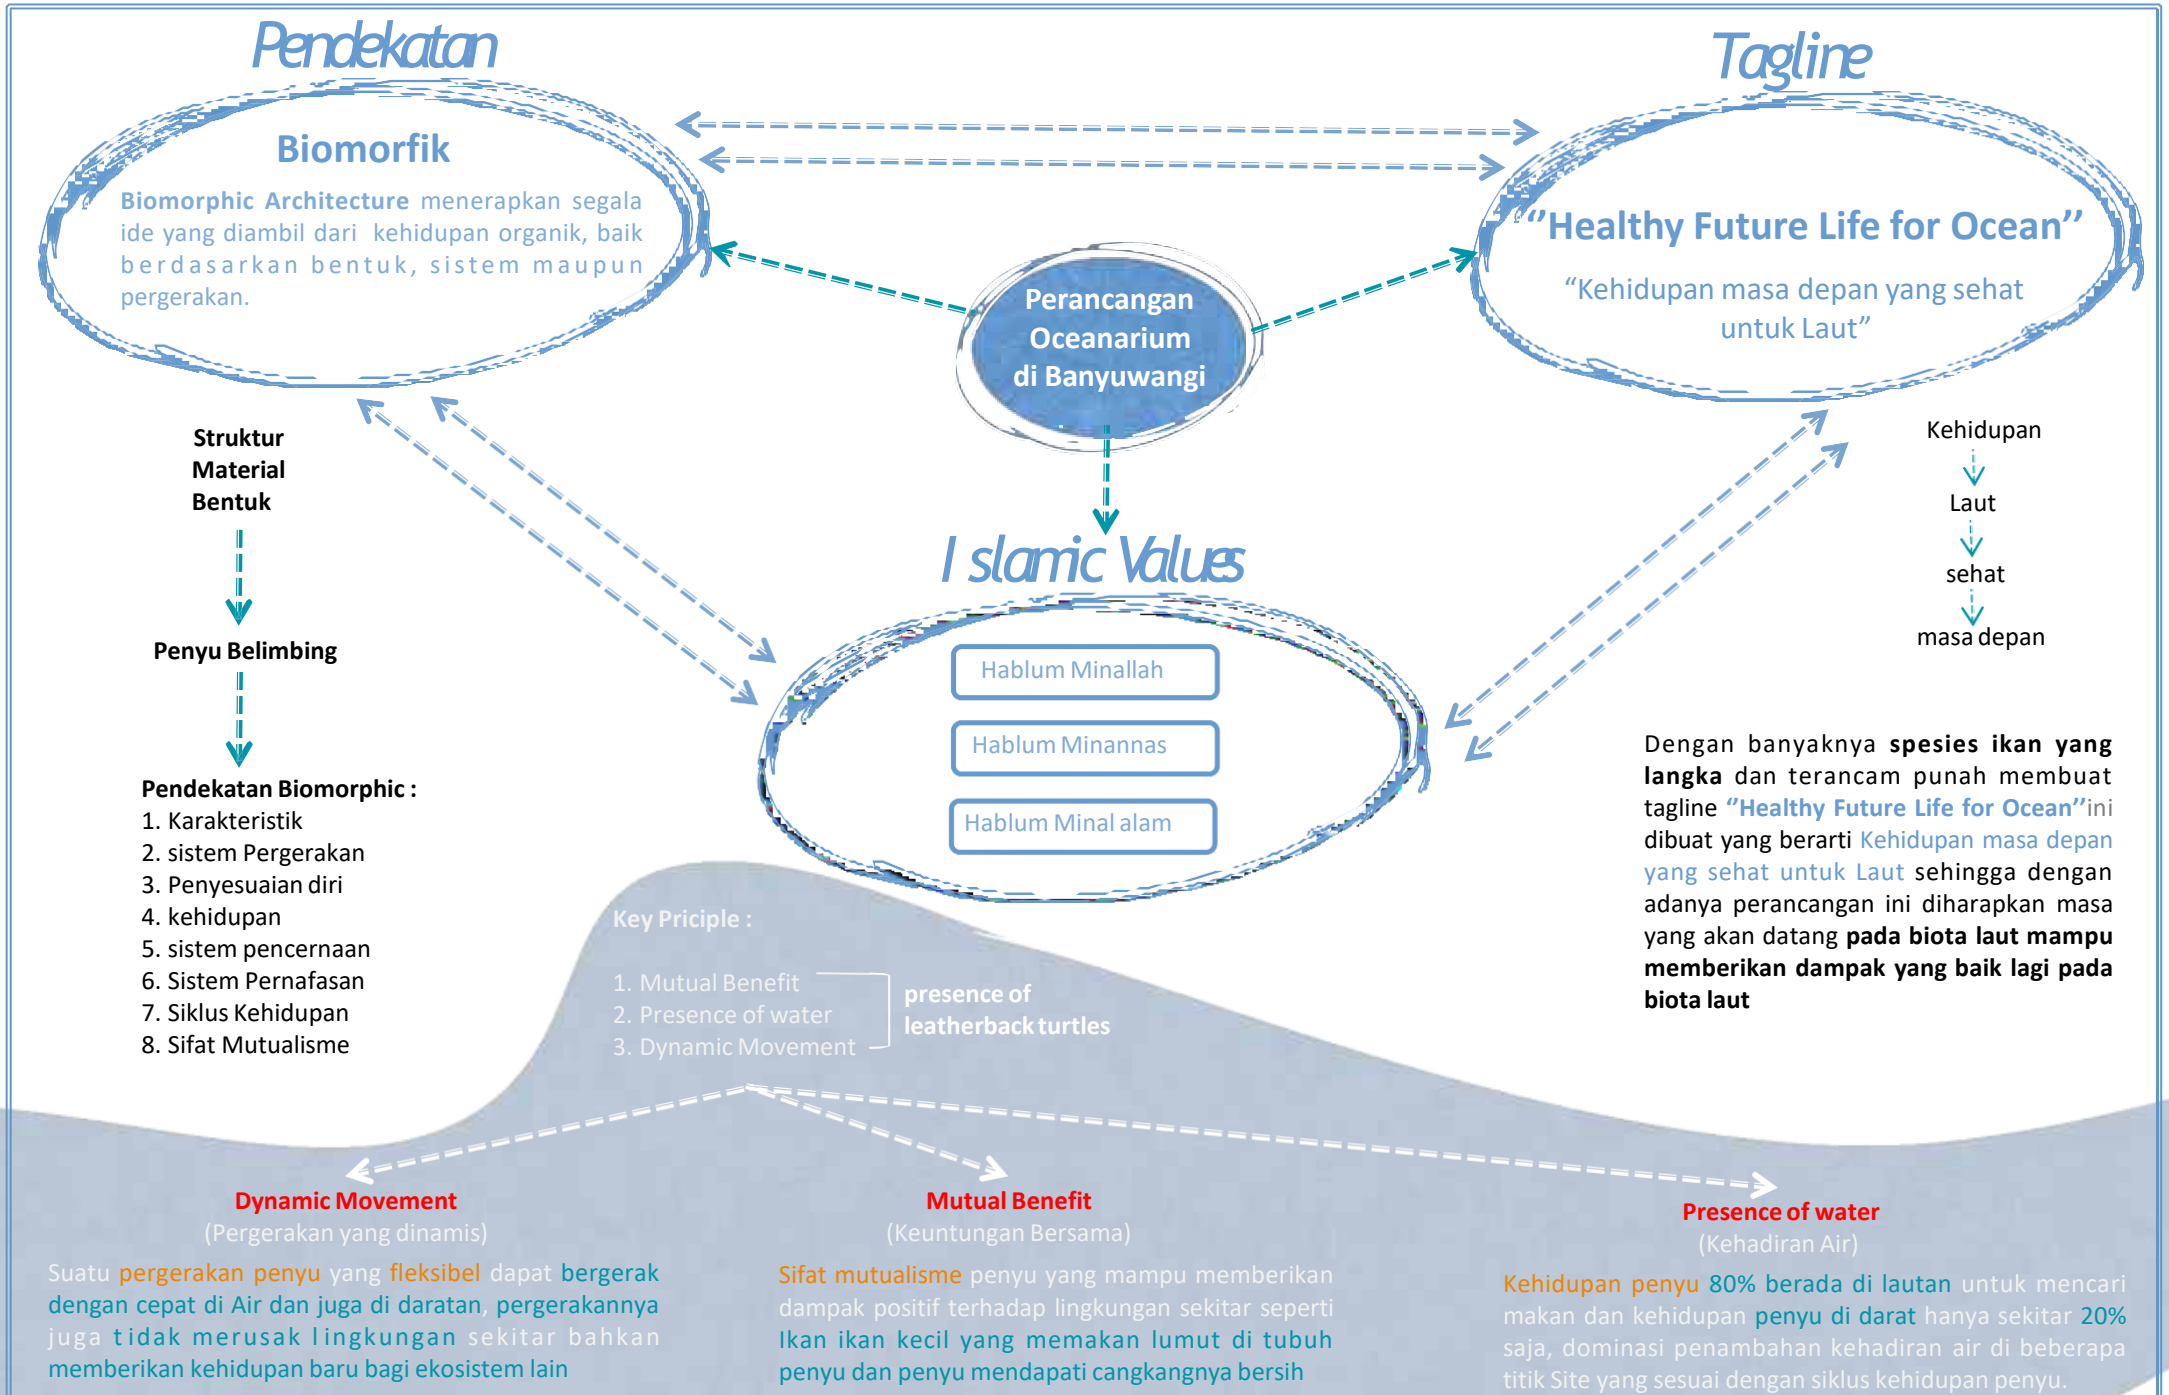 Pendekatan
Biomorfik
Biomorphic Architecture menerapkan segala
ide yang diambil dari kehidupan organik, baik
berdasarkan bentuk, sistem maupun
pergerakan.
Tagline
‘’Healthy Future Life for Ocean’’
“Kehidupan masa depan yang sehat
untuk Laut”
Perancangan
Oceanarium
di Banyuwangi
Struktur
Material
Bentuk
Penyu Belimbing
Pendekatan Biomorphic :
1. Karakteristik
2. sistem Pergerakan
3. Penyesuaian diri
4. kehidupan
5. sistem pencernaan
6. Sistem Pernafasan
7. Siklus Kehidupan
8. Sifat Mutualisme
Islamic Values
Hablum Minallah
Hablum Minannas
Hablum Minal alam
Kehidupan
Laut
sehat
masa depan
Dengan banyaknya spesies ikan yang
langka dan terancam punah membuat
tagline ‘’Healthy Future Life for Ocean’’ini
dibuat yang berarti Kehidupan masa depan
yang sehat untuk Laut sehingga dengan
adanya perancangan ini diharapkan masa
yang akan datang pada biota laut mampu
memberikan dampak yang baik lagi pada
biota laut
Key Priciple :
1. Mutual Benefit
2. Presence of water
3. Dynamic Movement
presence of
leatherback turtles
Dynamic Movement
(Pergerakan yang dinamis)
Suatu pergerakan penyu yang fleksibel dapat bergerak
dengan cepat di Air dan juga di daratan, pergerakannya
juga tidak merusak lingkungan sekitar bahkan
memberikan kehidupan baru bagi ekosistem lain
Mutual Benefit
(Keuntungan Bersama)
Sifat mutualisme penyu yang mampu memberikan
dampak positif terhadap lingkungan sekitar seperti
Ikan ikan kecil yang memakan lumut di tubuh
penyu dan penyu mendapati cangkangnya bersih
Presence of water
(Kehadiran Air)
Kehidupan penyu 80% berada di lautan untuk mencari
makan dan kehidupan penyu di darat hanya sekitar 20%
saja, dominasi penambahan kehadiran air di beberapa
titik Site yang sesuai dengan siklus kehidupan penyu.